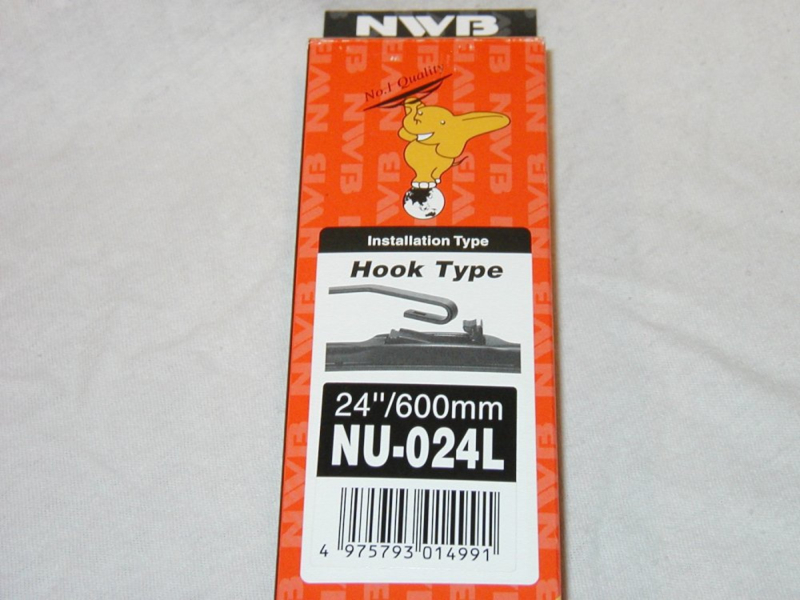 NWB
No.1 Quality
Installation Type
Hook Type
24"/600mm
NU-024L
4 975793 014991